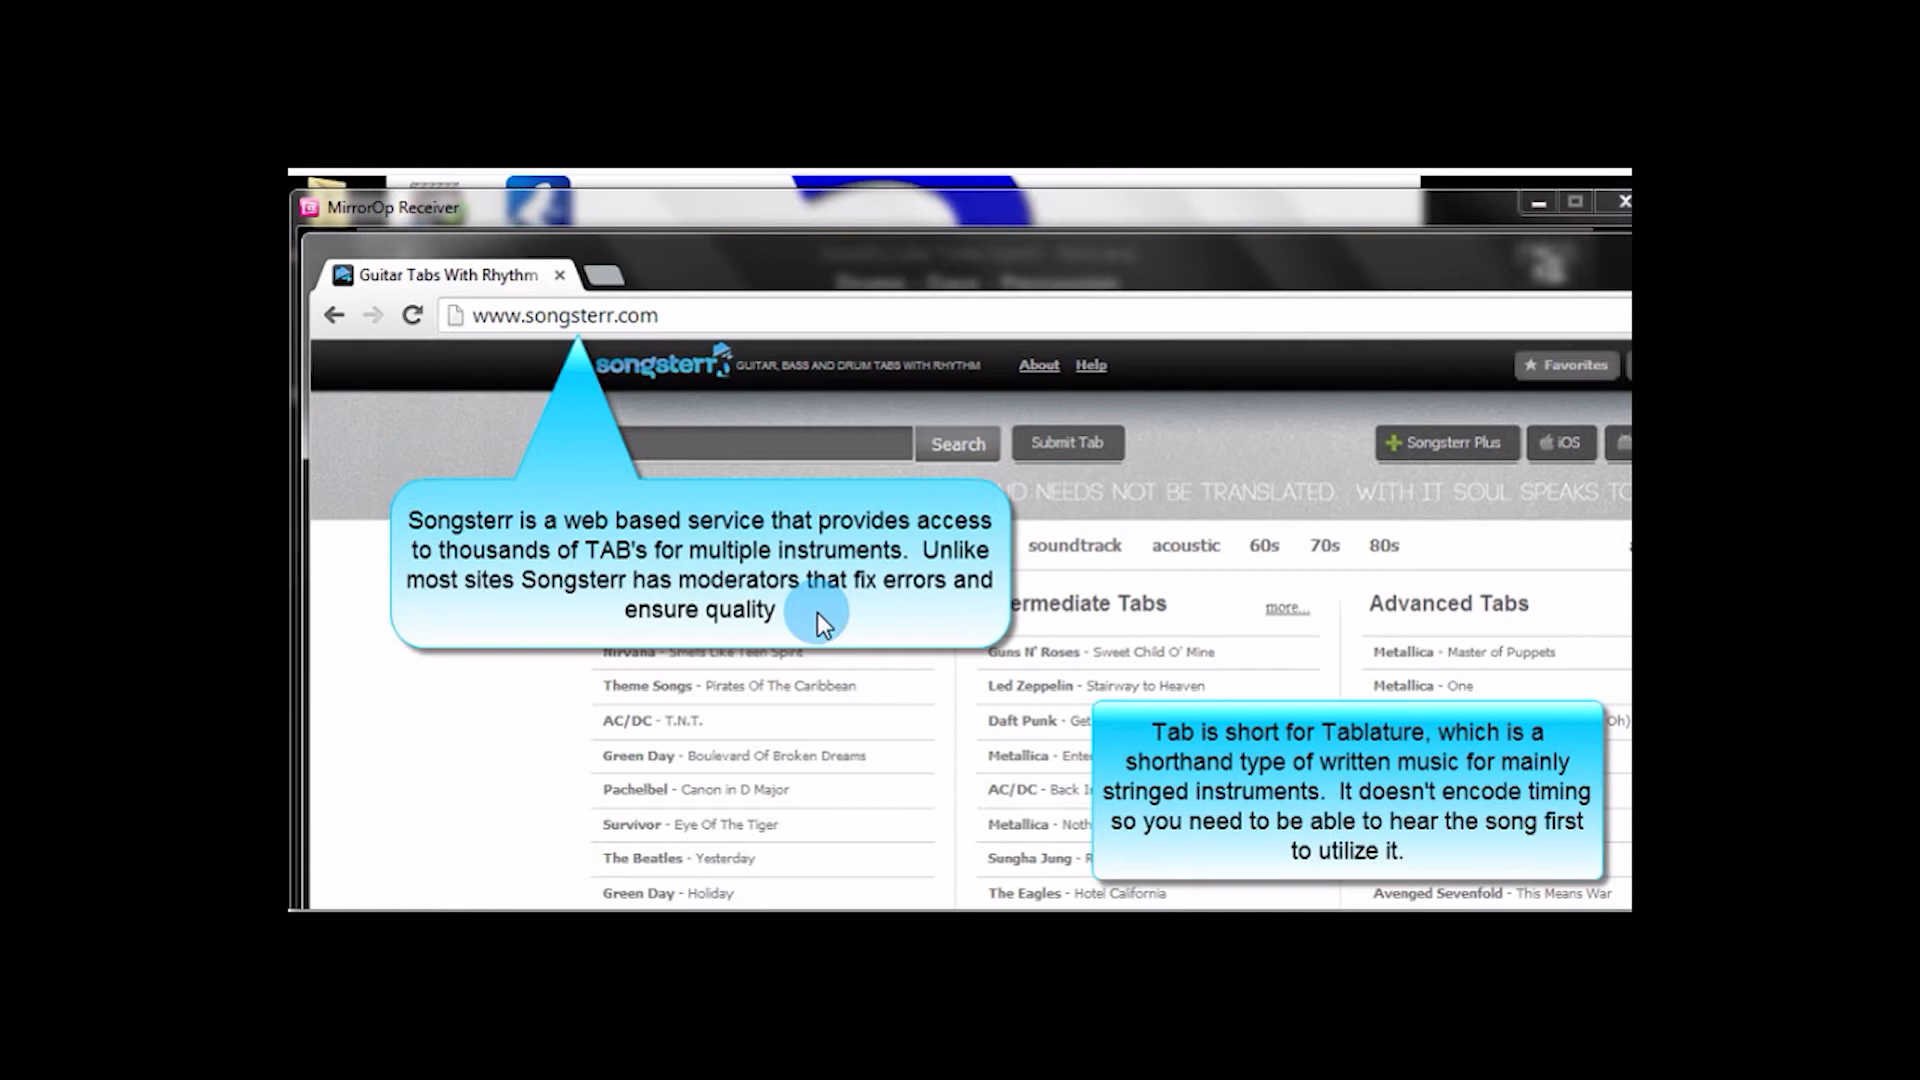 MirrorOp Receiver
Guitar Tabs With Rhythm
www.songsterr.com
songsterr GUITAR, BASS AND DRUM TABS WITH RHYTHM About Help Favorites
Search Submit Tab Songsterr Plus iOS
NEEDS NOT BE TRANSLATED. WITH IT SOUL SPEAKS TO
Songsterr is a web based service that provides access
to thousands of TAB's for multiple instruments. Unlike
most sites Songsterr has moderators that fix errors and
ensure quality
soundtrack acoustic 60s 70s 80s
Tabs more... Advanced Tabs
Nirvana - Smells Like Teen Spirit Guns N' Roses - Sweet Child O' Mine Metallica - Master of Puppets
Theme Songs - Pirates Of The Caribbean Led Zeppelin - Stairway to Heaven Metallica - One
AC/DC - T.N.T. Daft Punk - Get
Green Day - Boulevard Of Broken Dreams Metallica -
Pachelbel - Canon in D Major AC/DC - Back
Survivor - Eye Of The Tiger Metallica -
The Beatles - Yesterday Sungha Jung -
Green Day - Holiday The Eagles - Hotel California Avenged Sevenfold - This Means War
Tab is short for Tablature, which is a
shorthand type of written music for mainly
stringed instruments. It doesn't encode timing
so you need to be able to hear the song first
to utilize it.